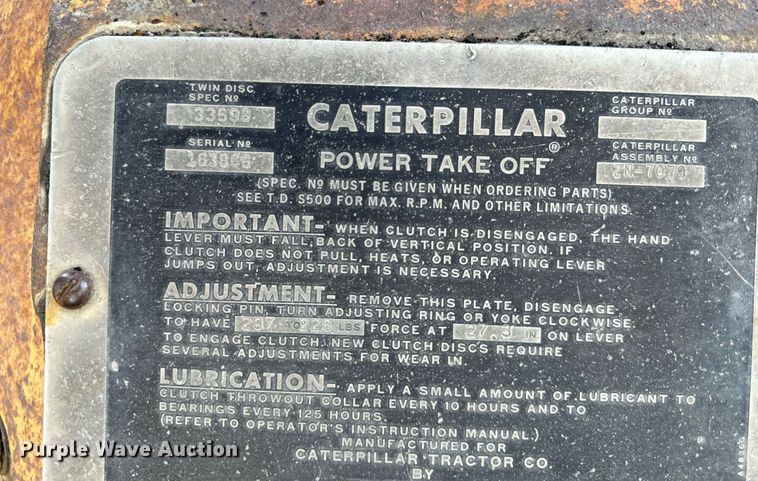 TWIN DISC
SPEC Nº
CATERPILLAR®
CATERPILLAR
GROUP Nº
SERIAL Nº
POWER TAKE OFF
CATERPILLAR
ASSEMBLY Nº
2N-7079
(SPEC. Nº MUST BE GIVEN WHEN ORDERING PARTS)
SEE T.D. S500 FOR MAX. R.P.M. AND OTHER LIMITATIONS.
IMPORTANT- WHEN CLUTCH IS DISENGAGED, THE HAND
LEVER MUST FALL BACK OF VERTICAL POSITION. IF
CLUTCH DOES NOT PULL, HEATS, OR OPERATING LEVER
JUMPS OUT, ADJUSTMENT IS NECESSARY.
ADJUSTMENT- REMOVE THIS PLATE, DISENGAGE
LOCKING PIN, TURN ADJUSTING RING OR YOKE CLOCKWISE
TO HAVE TO LBS. FORCE AT IN ON LEVER
TO ENGAGE CLUTCH. NEW CLUTCH DISCS REQUIRE
SEVERAL ADJUSTMENTS FOR WEAR IN.
LUBRICATION- APPLY A SMALL AMOUNT OF LUBRICANT TO
CLUTCH THROWOUT COLLAR EVERY 10 HOURS AND TO
BEARINGS EVERY 125 HOURS.
(REFER TO OPERATOR'S INSTRUCTION MANUAL.)
MANUFACTURED FOR
CATERPILLAR TRACTOR CO.
BY
Purple Wave Auction